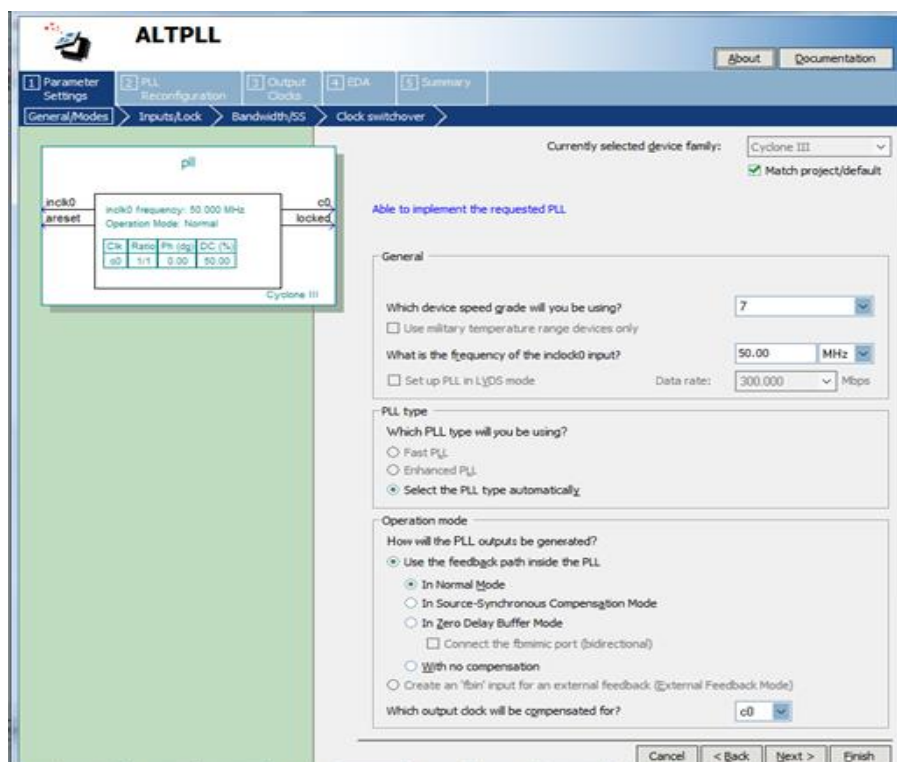 ALTPLL
About
Documentation
1 Parameter Settings
2 PLL Reconfiguration
3 Output Clocks
4 EDA
5 Summary
General/Modes
Inputs/Lock
Bandwidth/SS
Clock switchover
pll
inclk0
areset
c0
locked
inclk0 frequency: 50.000 MHz
Operation Mode: Normal
Clk Ratio Ph (dg) DC (%)
c0 1/1 0.00 50.00
Cyclone III
Currently selected device family:
Cyclone III
Match project/default
Able to implement the requested PLL
General
Which device speed grade will you be using?
7
Use military temperature range devices only
What is the frequency of the inclock0 input?
50.00
MHz
Set up PLL in LVDS mode
Data rate:
300.000
Mbps
PLL type
Which PLL type will you be using?
Fast PLL
Enhanced PLL
Select the PLL type automatically
Operation mode
How will the PLL outputs be generated?
Use the feedback path inside the PLL
In Normal Mode
In Source-Synchronous Compensation Mode
In Zero Delay Buffer Mode
Connect the fbmimic port (bidirectional)
With no compensation
Create an 'fbin' input for an external feedback (External Feedback Mode)
Which output clock will be compensated for?
c0
Cancel
< Back
Next >
Finish